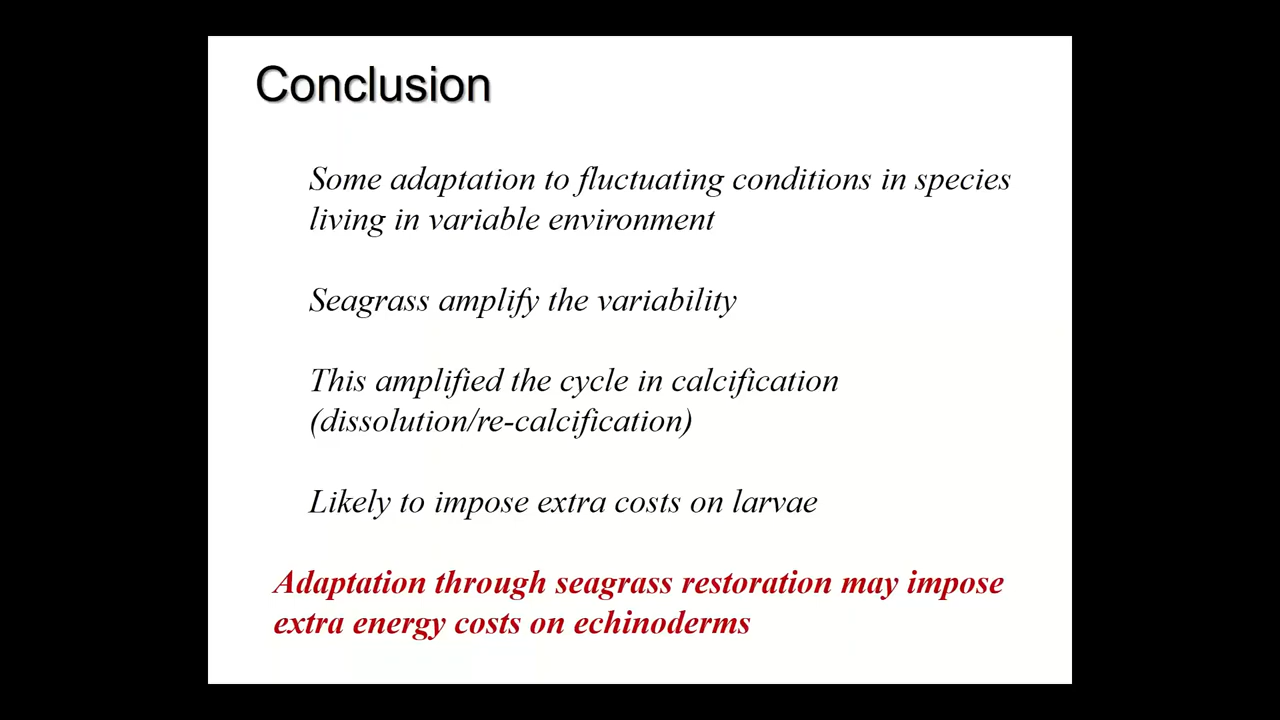 Conclusion
Some adaptation to fluctuating conditions in species
living in variable environment
Seagrass amplify the variability
This amplified the cycle in calcification
(dissolution/re-calcification)
Likely to impose extra costs on larvae
Adaptation through seagrass restoration may impose
extra energy costs on echinoderms